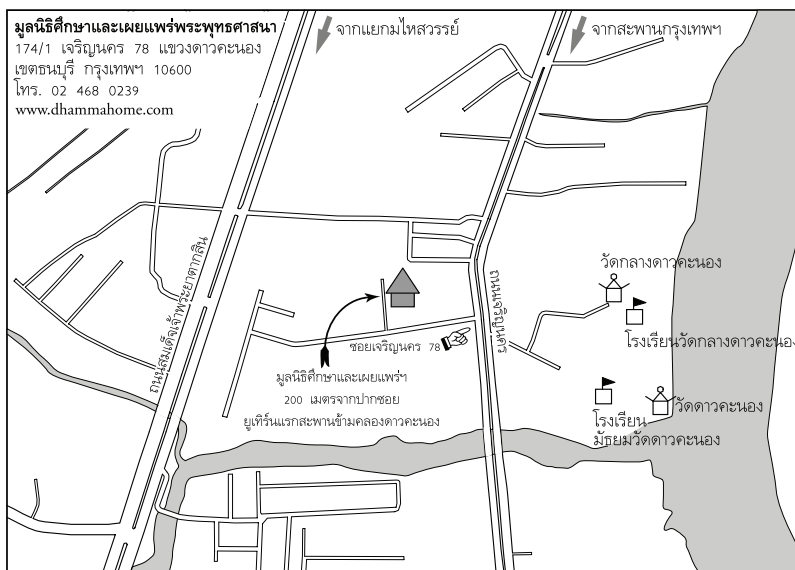 มูลนิธิศึกษาและเผยแพร่พระพุทธศาสนา
174/1 เจริญนคร 78 แขวงดาวคะนอง
เขตธนบุรี กรุงเทพฯ 10600
โทร. 02 468 0239
www.dhammahome.com
จากแยกมไหสวรรย์
จากสะพานกรุงเทพฯ
ถนนสมเด็จเจ้าพระยาตากสิน
ถนนเจริญนคร
วัดกลางดาวคะนอง
โรงเรียนวัดกลางดาวคะนอง
ซอยเจริญนคร 78
มูลนิธิศึกษาและเผยแพร่ฯ
200 เมตรจากปากซอย
ยูเทิร์นแรกสะพานข้ามคลองดาวคะนอง
วัดดาวคะนอง
โรงเรียน
มัธยมวัดดาวคะนอง